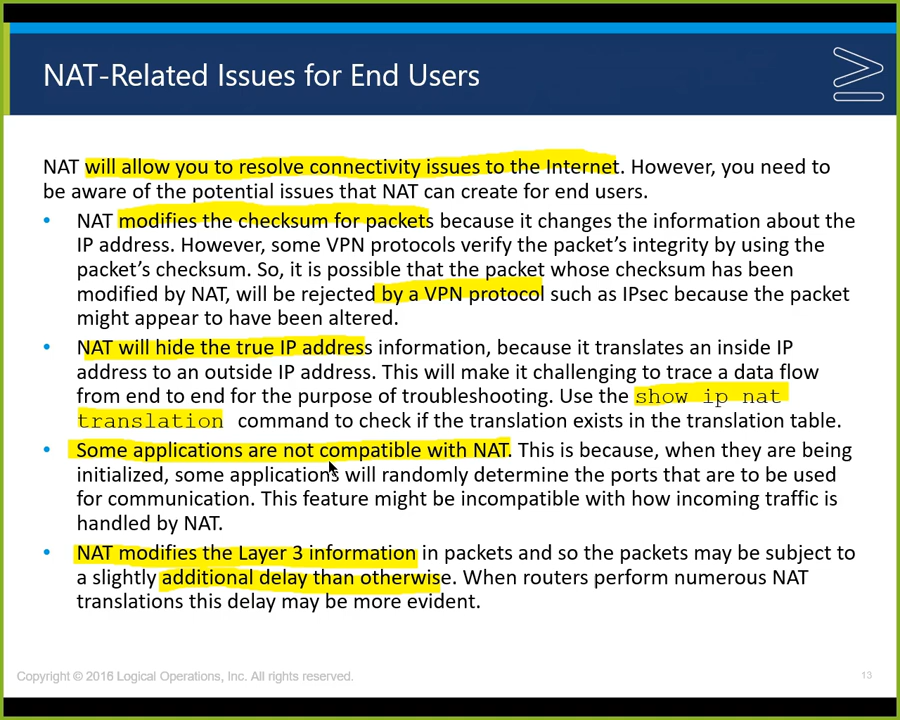 NAT-Related Issues for End Users
NAT will allow you to resolve connectivity issues to the Internet. However, you need to
be aware of the potential issues that NAT can create for end users.
• NAT modifies the checksum for packets because it changes the information about the
IP address. However, some VPN protocols verify the packet's integrity by using the
packet's checksum. So, it is possible that the packet whose checksum has been
modified by NAT, will be rejected by a VPN protocol such as IPsec because the packet
might appear to have been altered.
• NAT will hide the true IP address information, because it translates an inside IP
address to an outside IP address. This will make it challenging to trace a data flow
from end to end for the purpose of troubleshooting. Use the show ip nat
translation command to check if the translation exists in the translation table.
• Some applications are not compatible with NAT. This is because, when they are being
initialized, some applications will randomly determine the ports that are to be used
for communication. This feature might be incompatible with how incoming traffic is
handled by NAT.
• NAT modifies the Layer 3 information in packets and so the packets may be subject to
a slightly additional delay than otherwise. When routers perform numerous NAT
translations this delay may be more evident.
Copyright © 2016 Logical Operations, Inc. All rights reserved.
13